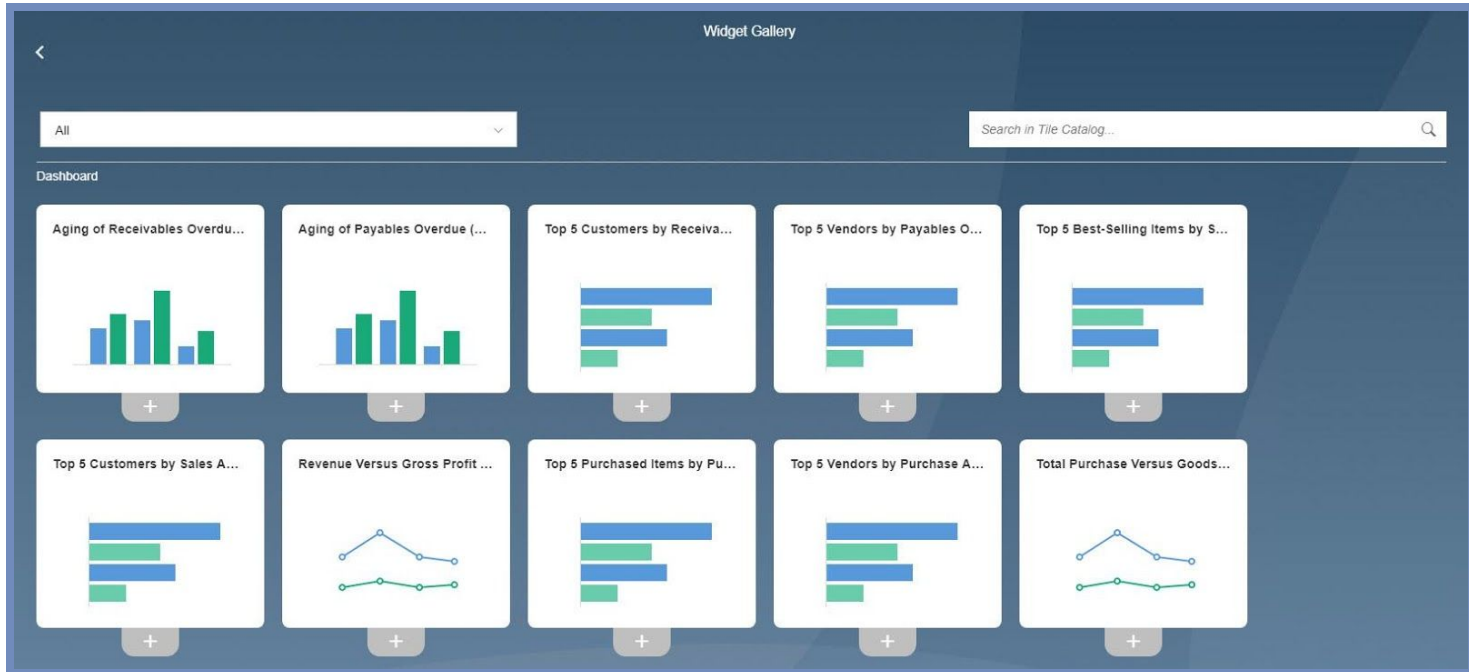 Widget Gallery
All
Search in Tile Catalog...
Dashboard
Aging of Receivables Overdu...
Aging of Payables Overdue (...
Top 5 Customers by Receiva...
Top 5 Vendors by Payables O...
Top 5 Best-Selling Items by S...
Top 5 Customers by Sales A...
Revenue Versus Gross Profit ...
Top 5 Purchased Items by Pu...
Top 5 Vendors by Purchase A...
Total Purchase Versus Goods...